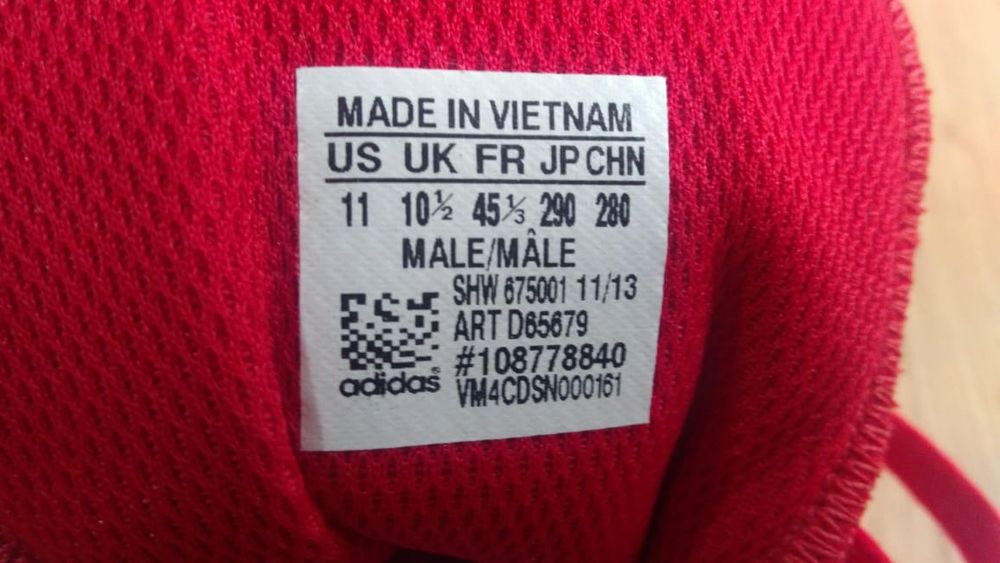 MADE IN VIETNAM
US UK FR JP CHN
11 10½ 45⅓ 290 280
MALE/MÂLE
SHW 675001 11/13
ART D65679
#108778840
adidas®
VM4CDSN000161